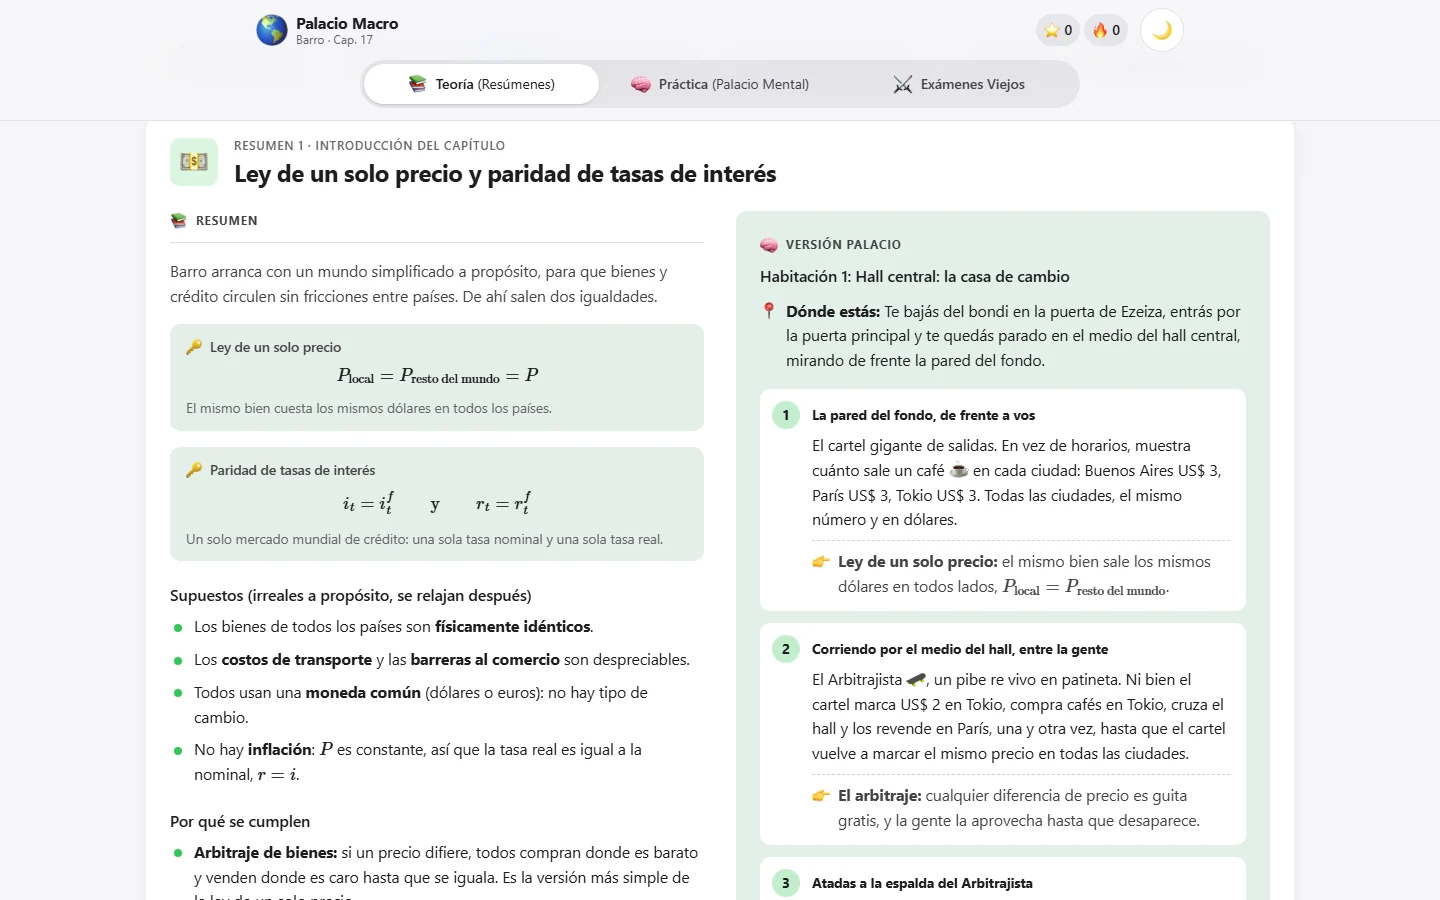 Palacio Macro
Barro · Cap. 17
0
0
Teoría (Resúmenes)
Práctica (Palacio Mental)
Exámenes Viejos
RESUMEN 1 · INTRODUCCIÓN DEL CAPÍTULO
Ley de un solo precio y paridad de tasas de interés
RESUMEN
Barro arranca con un mundo simplificado a propósito, para que bienes y
crédito circulen sin fricciones entre países. De ahí salen dos igualdades.
Ley de un solo precio
P_local = P_resto del mundo = P
El mismo bien cuesta los mismos dólares en todos los países.
Paridad de tasas de interés
i_t = i_t^f y r_t = r_t^f
Un solo mercado mundial de crédito: una sola tasa nominal y una sola tasa real.
Supuestos (irreales a propósito, se relajan después)
Los bienes de todos los países son físicamente idénticos.
Los costos de transporte y las barreras al comercio son despreciables.
Todos usan una moneda común (dólares o euros): no hay tipo de
cambio.
No hay inflación: P es constante, así que la tasa real es igual a la
nominal, r = i.
Por qué se cumplen
Arbitraje de bienes: si un precio difiere, todos compran donde es barato
y venden donde es caro hasta que se iguala. Es la versión más simple de
la ley de un solo precio.
VERSIÓN PALACIO
Habitación 1: Hall central: la casa de cambio
Dónde estás: Te bajás del bondi en la puerta de Ezeiza, entrás por
la puerta principal y te quedás parado en el medio del hall central,
mirando de frente la pared del fondo.
1 La pared del fondo, de frente a vos
El cartel gigante de salidas. En vez de horarios, muestra
cuánto sale un café ☕ en cada ciudad: Buenos Aires US$ 3,
París US$ 3, Tokio US$ 3. Todas las ciudades, el mismo
número y en dólares.
Ley de un solo precio: el mismo bien sale los mismos
dólares en todos lados, P_local = P_resto del mundo.
2 Corriendo por el medio del hall, entre la gente
El Arbitrajista 🛹, un pibe re vivo en patineta. Ni bien el
cartel marca US$ 2 en Tokio, compra cafés en Tokio, cruza el
hall y los revende en París, una y otra vez, hasta que el cartel
vuelve a marcar el mismo precio en todas las ciudades.
El arbitraje: cualquier diferencia de precio es guita
gratis, y la gente la aprovecha hasta que desaparece.
3 Atadas a la espalda del Arbitrajista